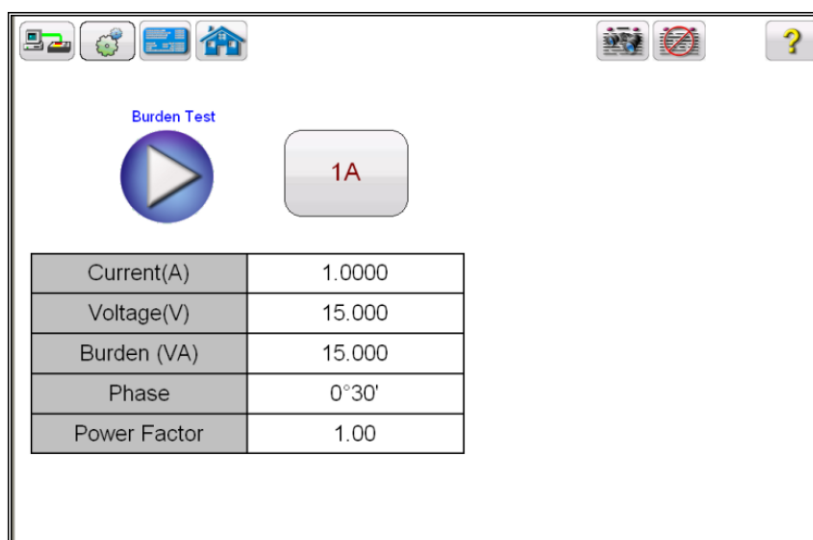 ?
Burden Test
1A
Current(A) 1.0000
Voltage(V) 15.000
Burden (VA) 15.000
Phase 0°30'
Power Factor 1.00